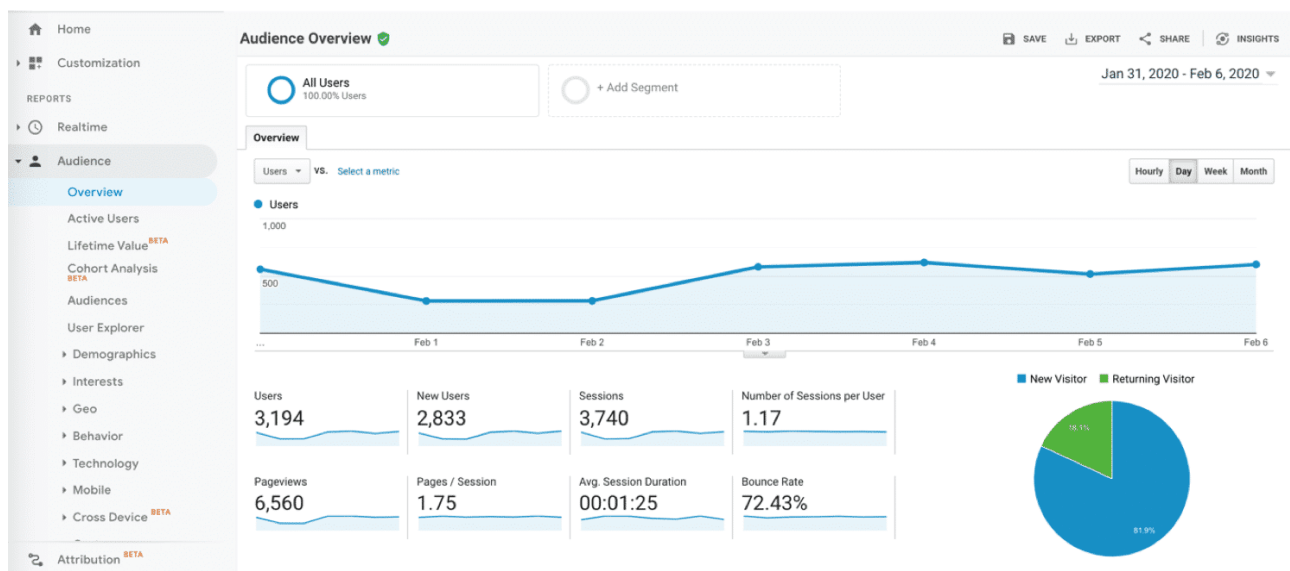 Home
Customization
REPORTS
Realtime
Audience
Overview
Active Users
Lifetime Value BETA
Cohort Analysis
BETA
Audiences
User Explorer
Demographics
Interests
Geo
Behavior
Technology
Mobile
Cross Device BETA
Attribution BETA
Audience Overview
SAVE
EXPORT
SHARE
INSIGHTS
All Users
100.00% Users
+ Add Segment
Jan 31, 2020 - Feb 6, 2020
Overview
Users
VS.
Select a metric
Hourly
Day
Week
Month
Users
1,000
500
...
Feb 1
Feb 2
Feb 3
Feb 4
Feb 5
Feb 6
Users
3,194
New Users
2,833
Sessions
3,740
Number of Sessions per User
1.17
Pageviews
6,560
Pages / Session
1.75
Avg. Session Duration
00:01:25
Bounce Rate
72.43%
New Visitor
Returning Visitor
18.1%
81.9%